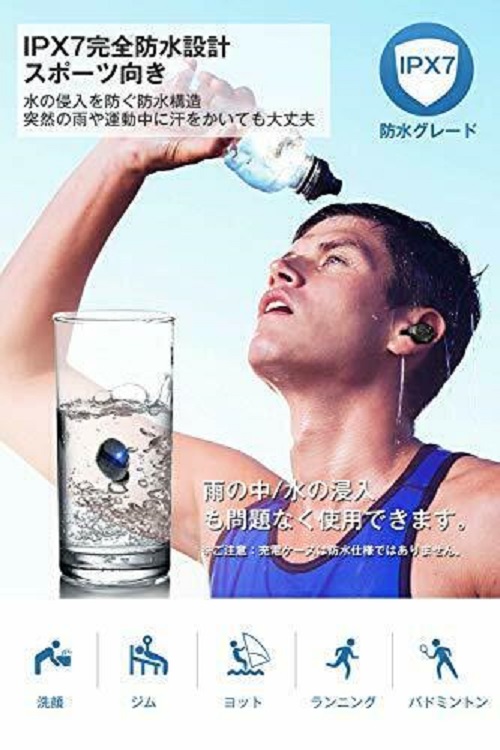 IPX7完全防水設計
スポーツ向き
水の侵入を防ぐ防水構造
突然の雨や運動中に汗をかいても大丈夫
IPX7
防水グレード
雨の中/水の浸入
も問題なく使用できます。
※ご注意：充電ケースは防水仕様ではありません。
洗顔
ジム
ヨット
ランニング
バドミントン